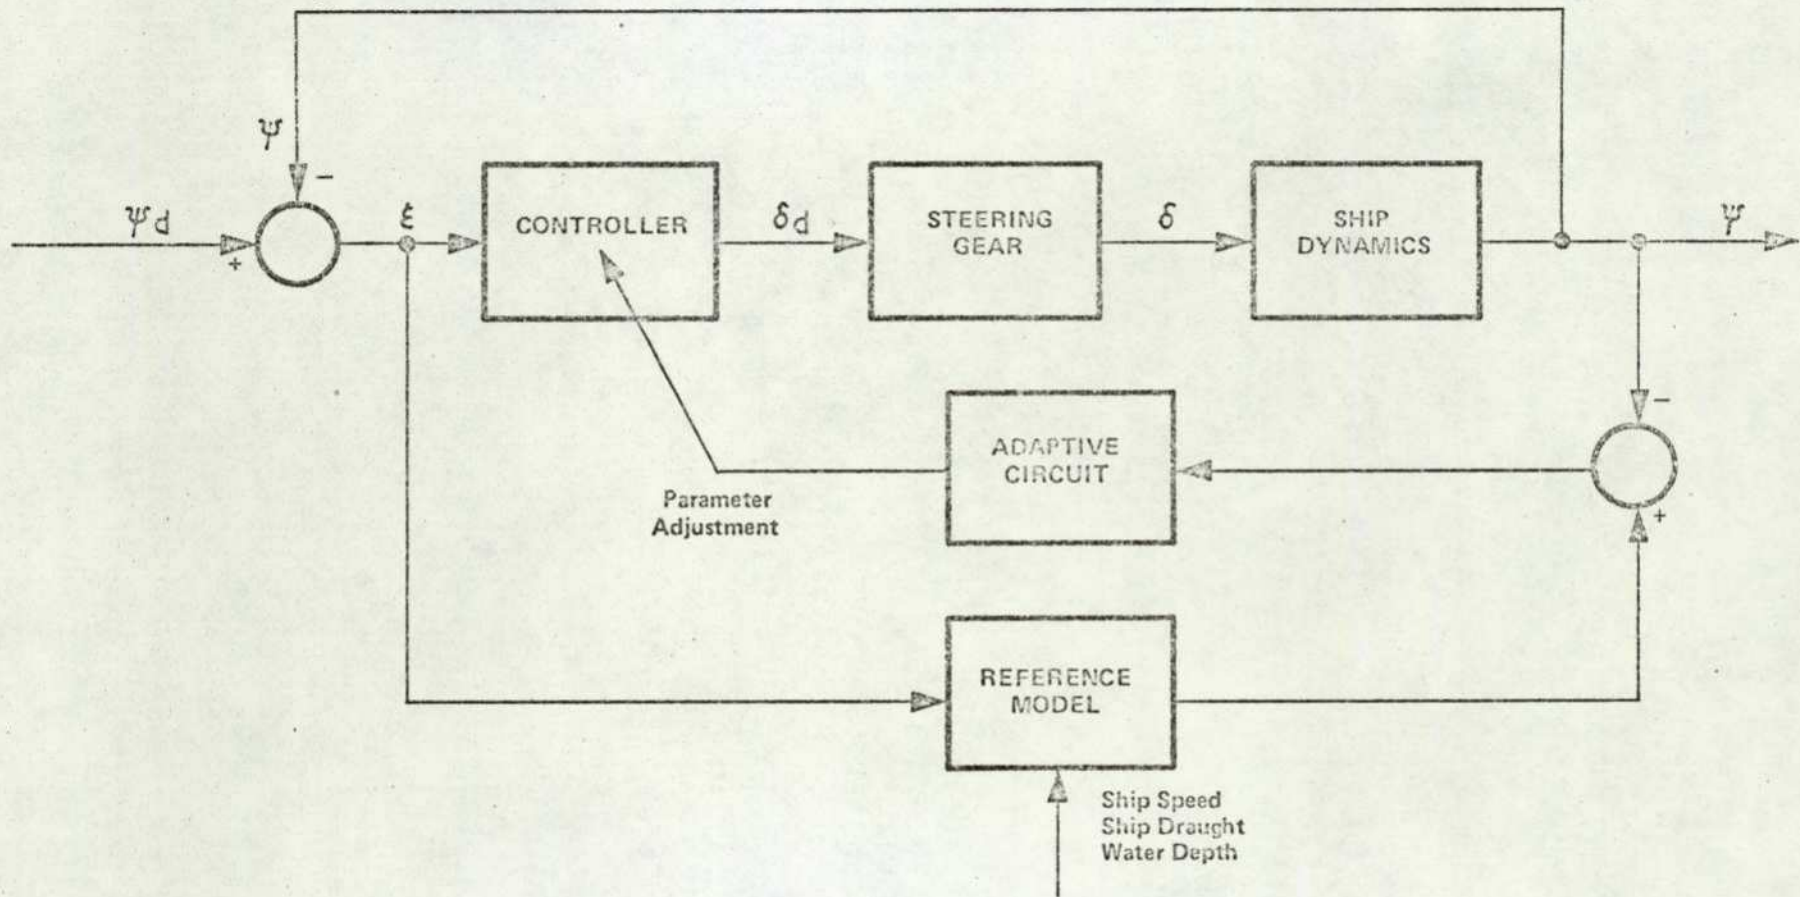 ψ
−
ψd
+
ξ
CONTROLLER
δd
STEERING
GEAR
δ
SHIP
DYNAMICS
ψ
−
ADAPTIVE
CIRCUIT
Parameter
Adjustment
+
REFERENCE
MODEL
Ship Speed
Ship Draught
Water Depth